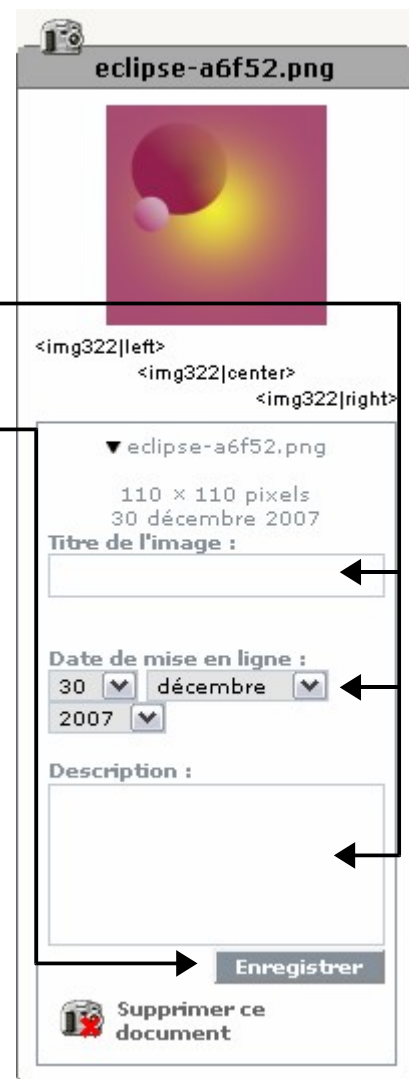 eclipse-a6f52.png
<img322|left>
<img322|center>
<img322|right>
▼eclipse-a6f52.png
110 × 110 pixels
30 décembre 2007
Titre de l'image :
Date de mise en ligne :
30 décembre
2007
Description :
Enregistrer
Supprimer ce
document